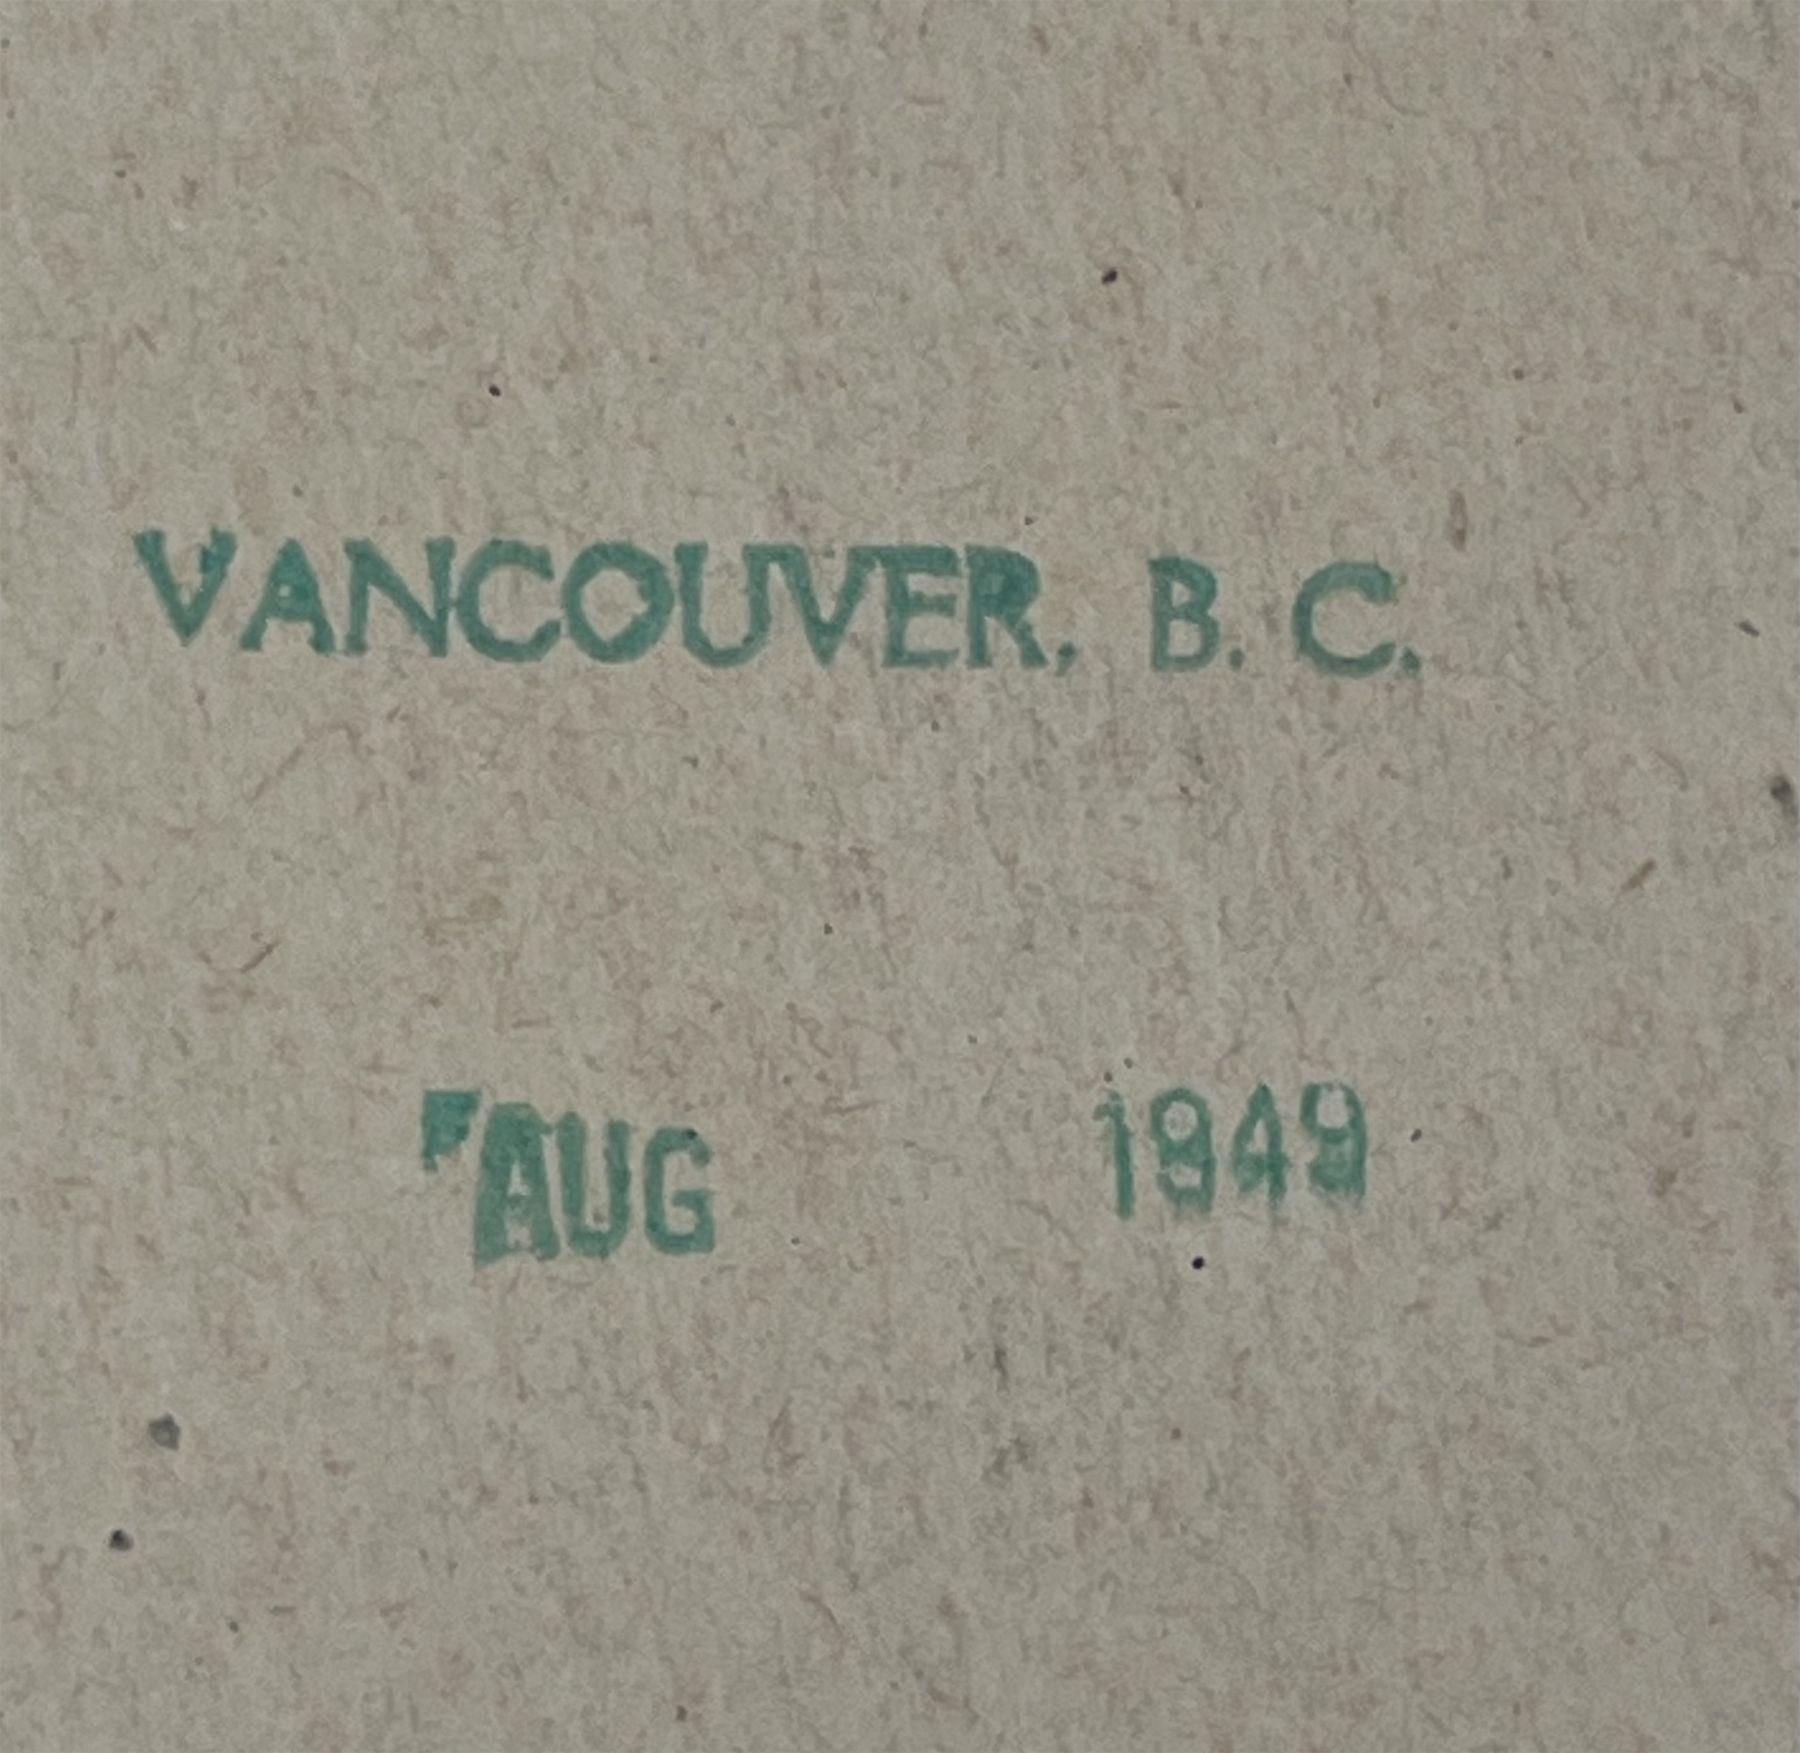 VANCOUVER, B. C.
AUG 1949